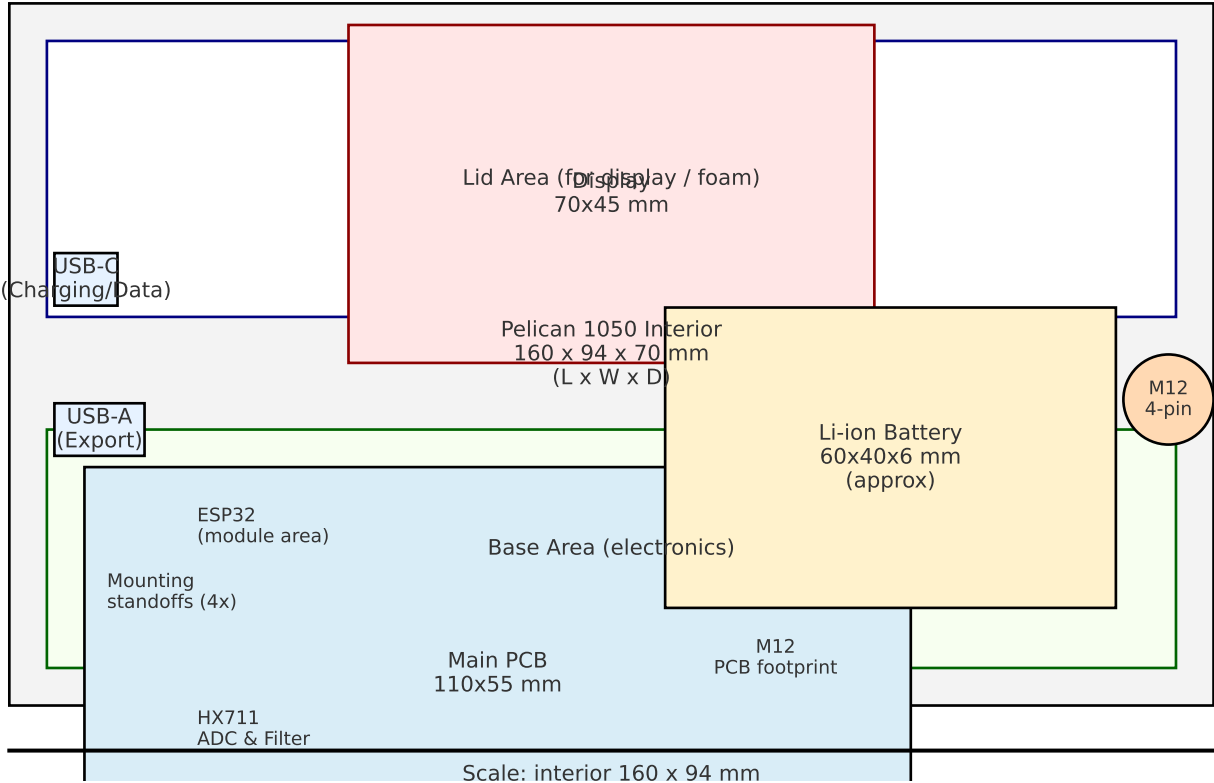 Lid Area (for display / foam)
Display
70x45 mm
USB-C
(Charging/Data)
Pelican 1050 Interior
160 x 94 x 70 mm
(L x W x D)
M12
4-pin
USB-A
(Export)
Li-ion Battery
60x40x6 mm
(approx)
ESP32
(module area)
Base Area (electronics)
Mounting
standoffs (4x)
M12
PCB footprint
Main PCB
110x55 mm
HX711
ADC & Filter
Scale: interior 160 x 94 mm